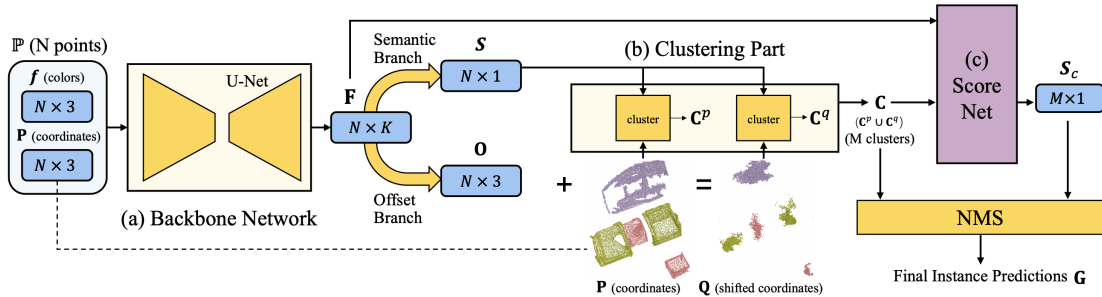 ℙ (N points)
f (colors)
N × 3
P (coordinates)
N × 3
U-Net
(a) Backbone Network
F
N × K
Semantic
Branch
S
N × 1
O
N × 3
Offset
Branch
(b) Clustering Part
cluster
C^p
cluster
C^q
+
=
P (coordinates)
Q (shifted coordinates)
C
(C^p ∪ C^q)
(M clusters)
(c)
Score
Net
S_c
M×1
NMS
Final Instance Predictions G